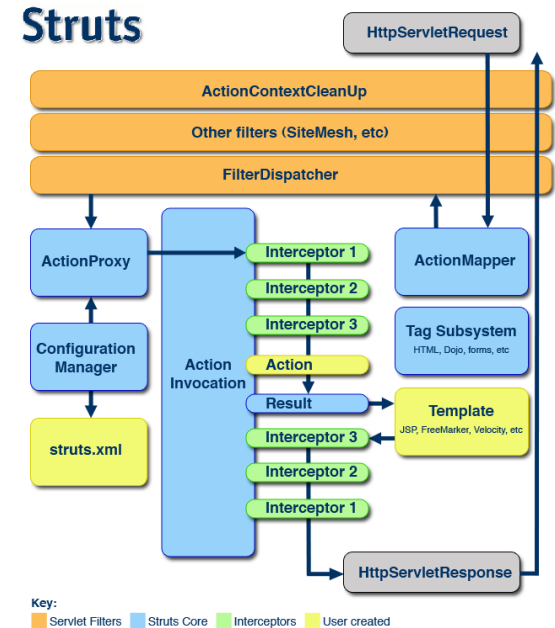 Struts
HttpServletRequest
ActionContextCleanUp
Other filters (SiteMesh, etc)
FilterDispatcher
ActionProxy
Interceptor 1
ActionMapper
Interceptor 2
Interceptor 3
Tag Subsystem
HTML, Dojo, forms, etc
Configuration
Manager
Action
Invocation
Action
Result
Template
JSP, FreeMarker, Velocity, etc
struts.xml
Interceptor 3
Interceptor 2
Interceptor 1
HttpServletResponse
Key:
Servlet Filters
Struts Core
Interceptors
User created